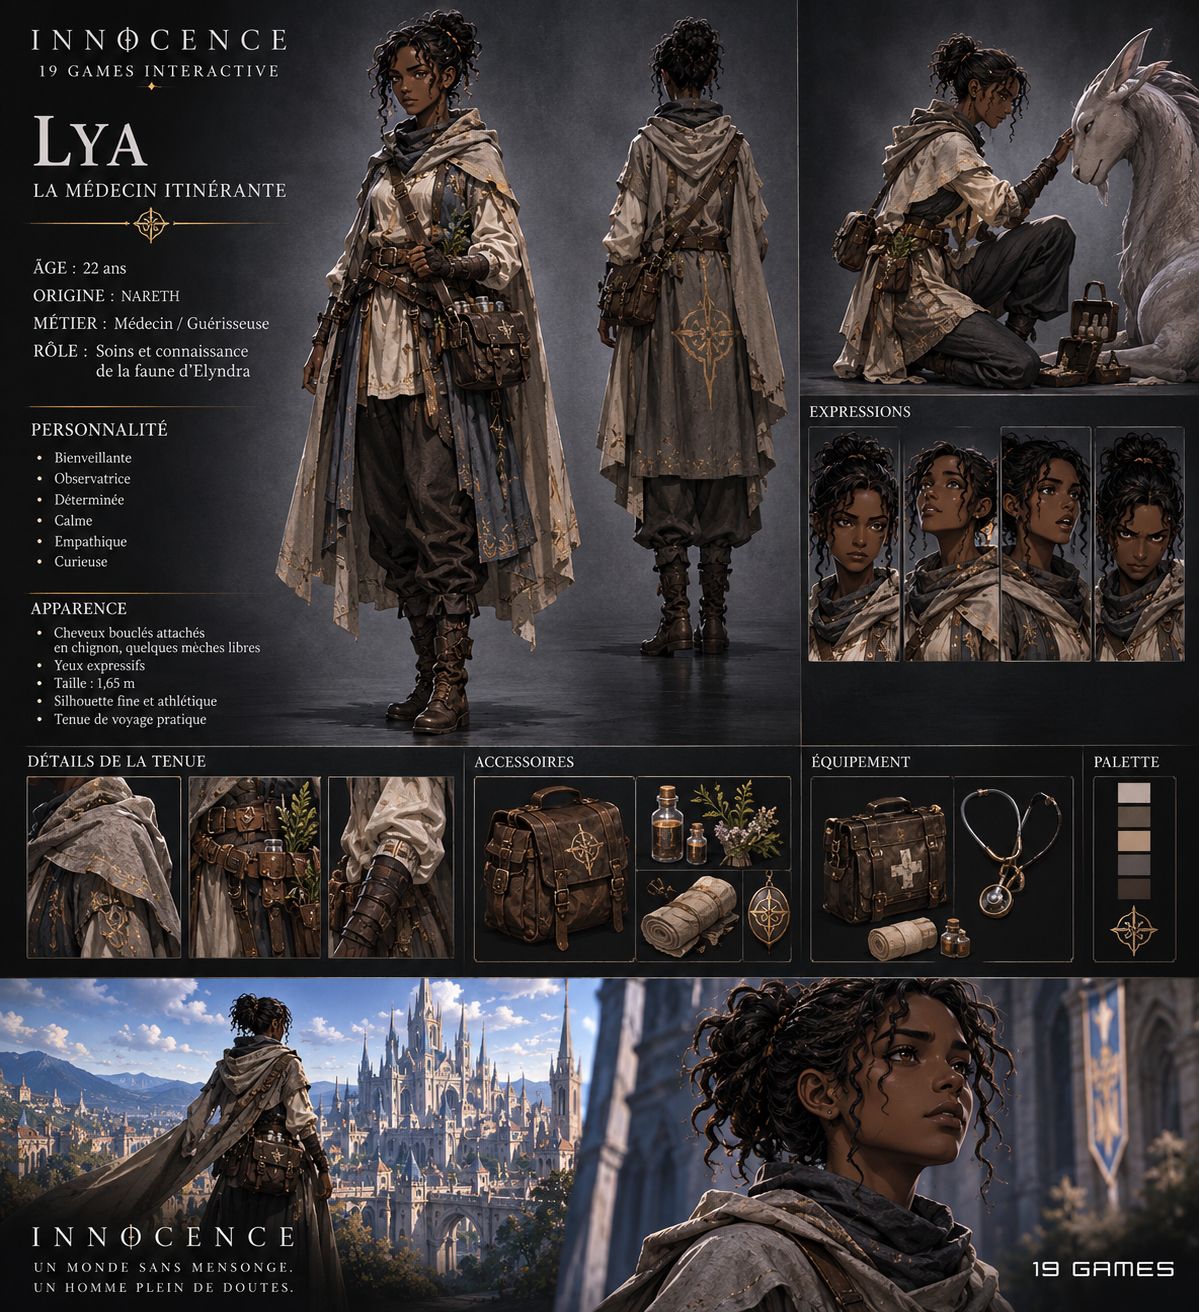 INNOCENCE
19 GAMES INTERACTIVE
LYA
LA MÉDECIN ITINÉRANTE
ÃGE : 22 ans
ORIGINE : NARETH
MÉTIER : Médecin / Guérisseuse
RÔLE : Soins et connaissance
de la faune d'Elyndra
PERSONNALITÉ
• Bienveillante
• Observatrice
• Déterminée
• Calme
• Empathique
• Curieuse
APPARENCE
• Cheveux bouclés attachés
en chignon, quelques mèches libres
• Yeux expressifs
• Taille : 1,65 m
• Silhouette fine et athlétique
• Tenue de voyage pratique
EXPRESSIONS
DÉTAILS DE LA TENUE
ACCESSOIRES
ÉQUIPEMENT
PALETTE
INNOCENCE
UN MONDE SANS MENSONGE.
UN HOMME PLEIN DE DOUTES.
19 GAMES